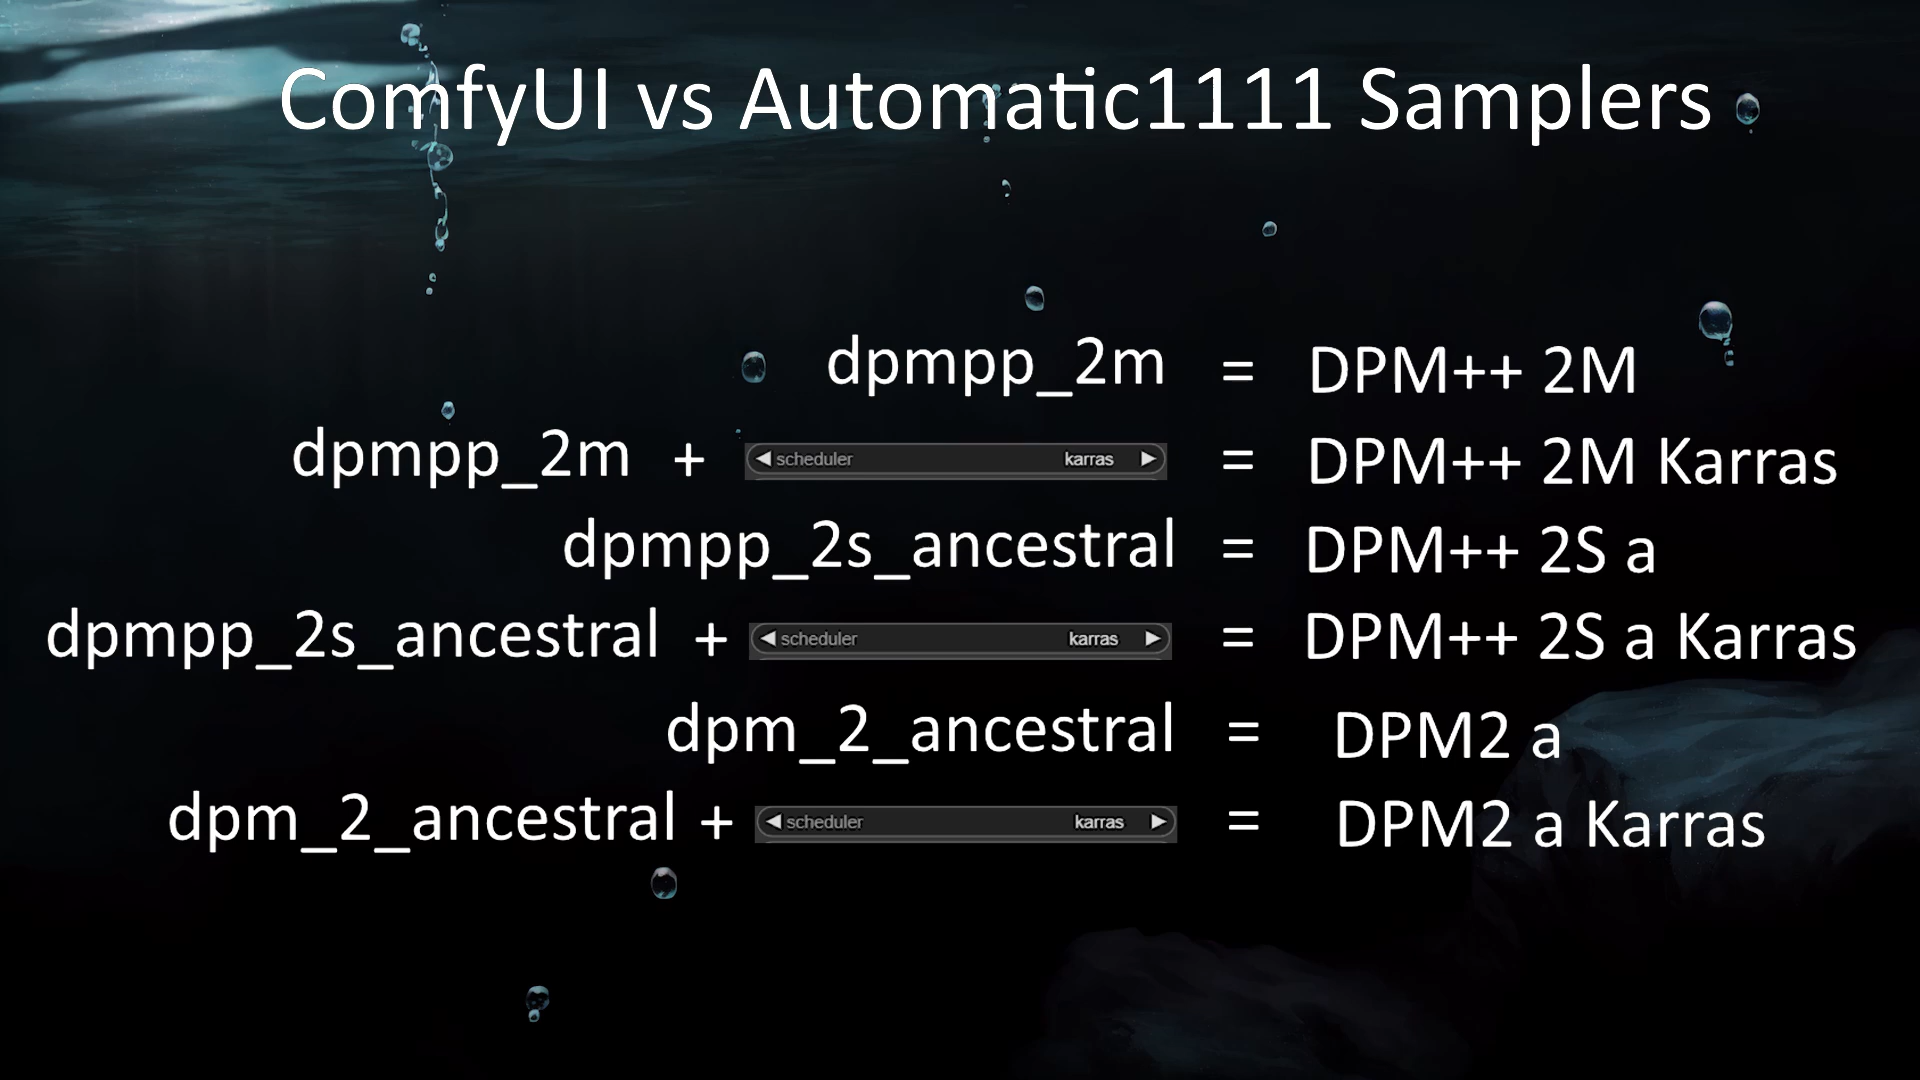 ComfyUI vs Automatic1111 Samplers
dpmpp_2m = DPM++ 2M
dpmpp_2m + scheduler karras = DPM++ 2M Karras
dpmpp_2s_ancestral = DPM++ 2S a
dpmpp_2s_ancestral + scheduler karras = DPM++ 2S a Karras
dpm_2_ancestral = DPM2 a
dpm_2_ancestral + scheduler karras = DPM2 a Karras